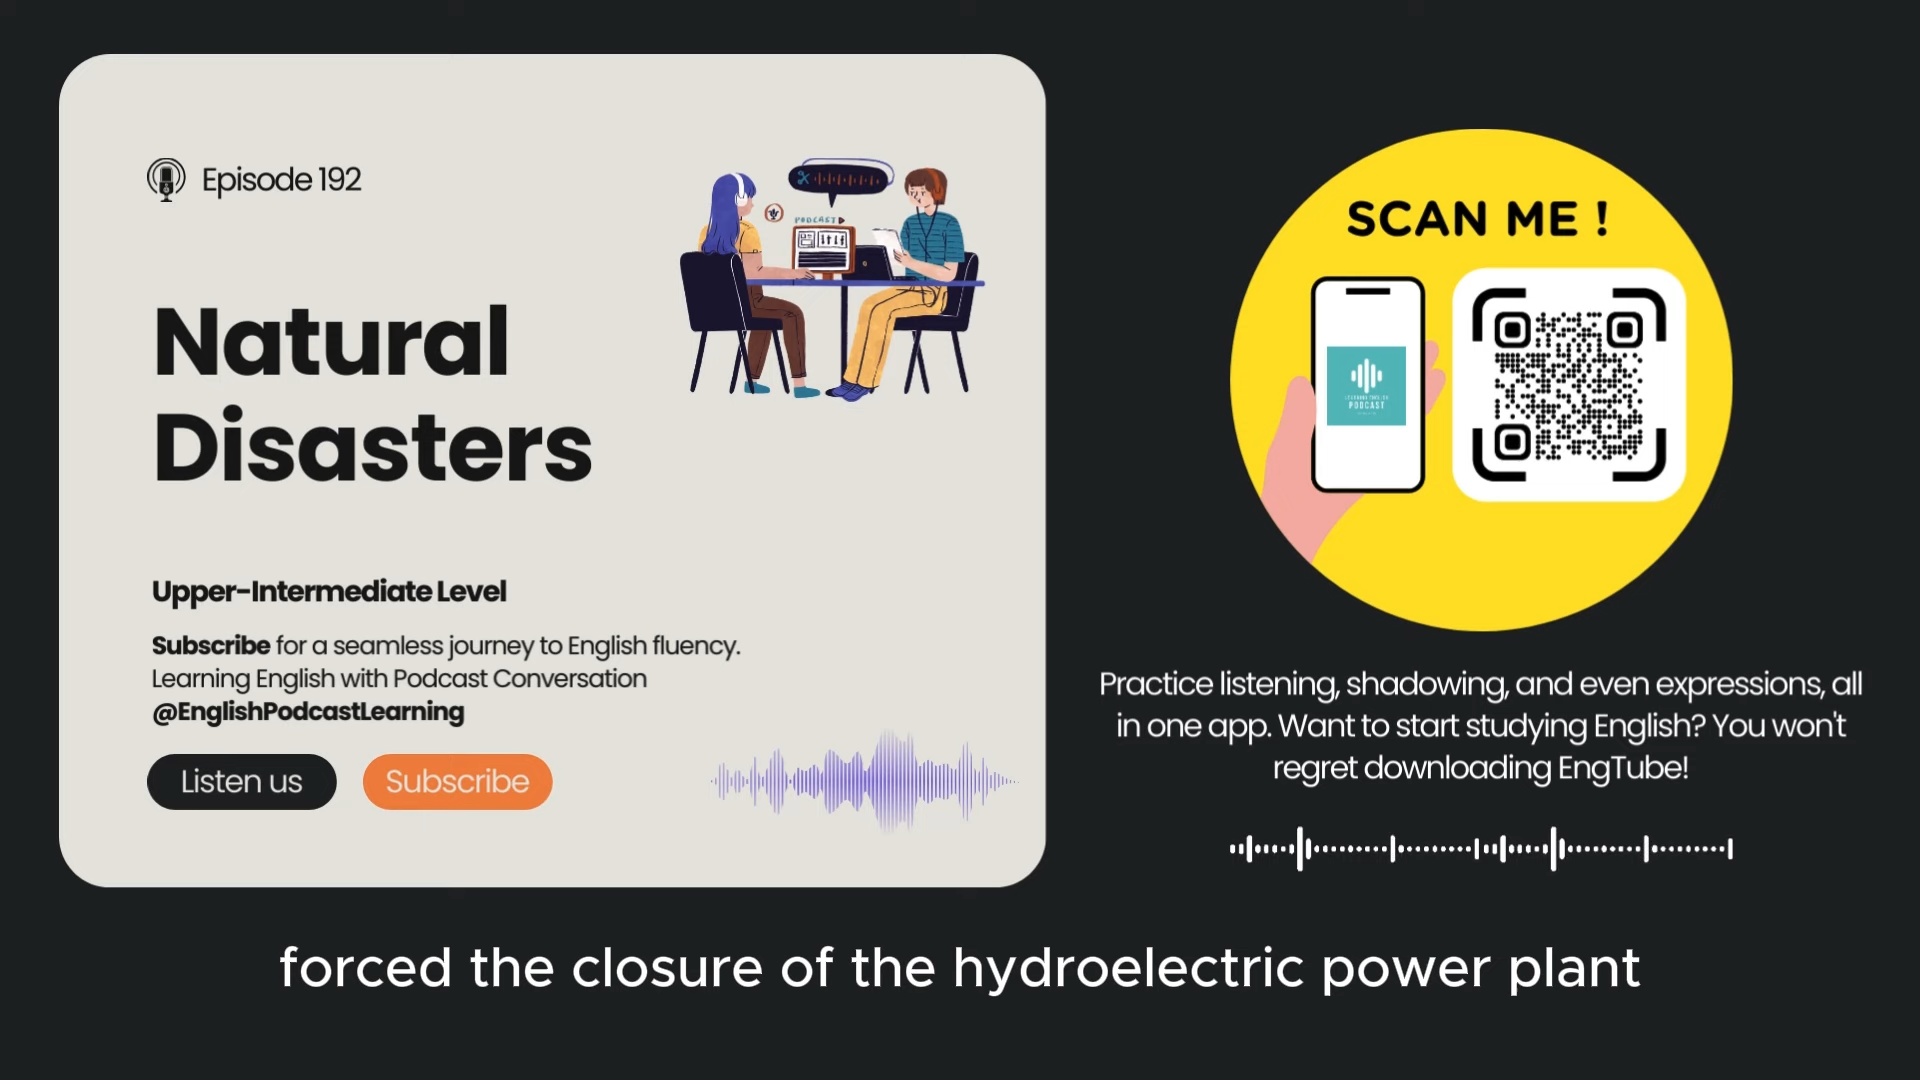 Episode 192
PODCAST
Natural
Disasters
Upper-Intermediate Level
Subscribe for a seamless journey to English fluency.
Learning English with Podcast Conversation
@EnglishPodcastLearning
Listen us
Subscribe
SCAN ME !
PODCAST
Practice listening, shadowing, and even expressions, all
in one app. Want to start studying English? You won't
regret downloading EngTube!
forced the closure of the hydroelectric power plant